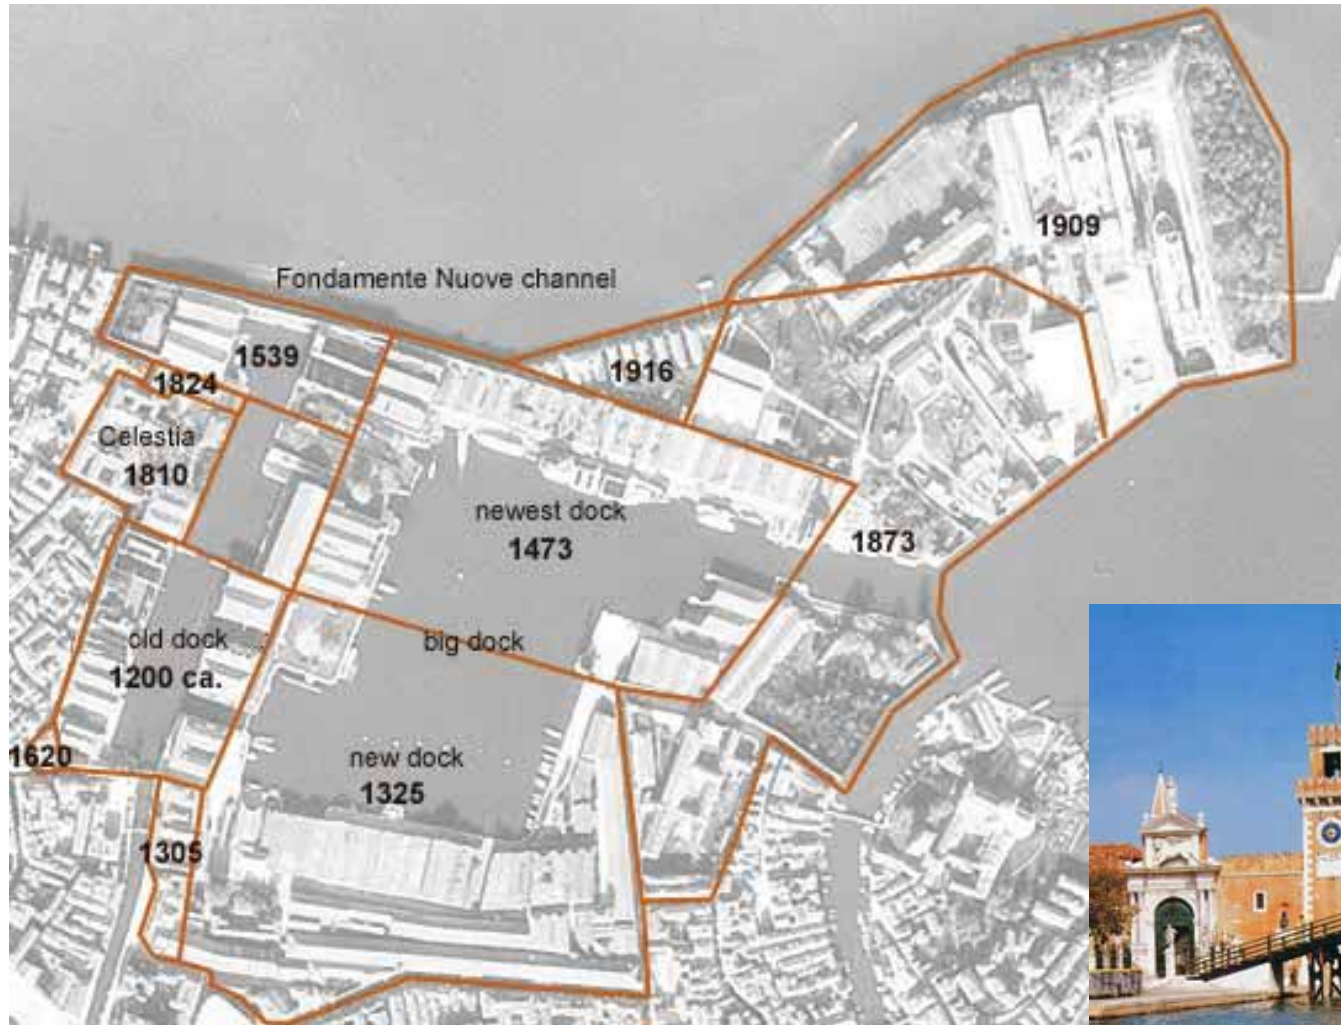 1909
Fondamente Nuove channel
1539
1916
1824
Celestia
1810
newest dock
1473
1873
old dock
big dock
1200 ca.
1620
new dock
1325
1305